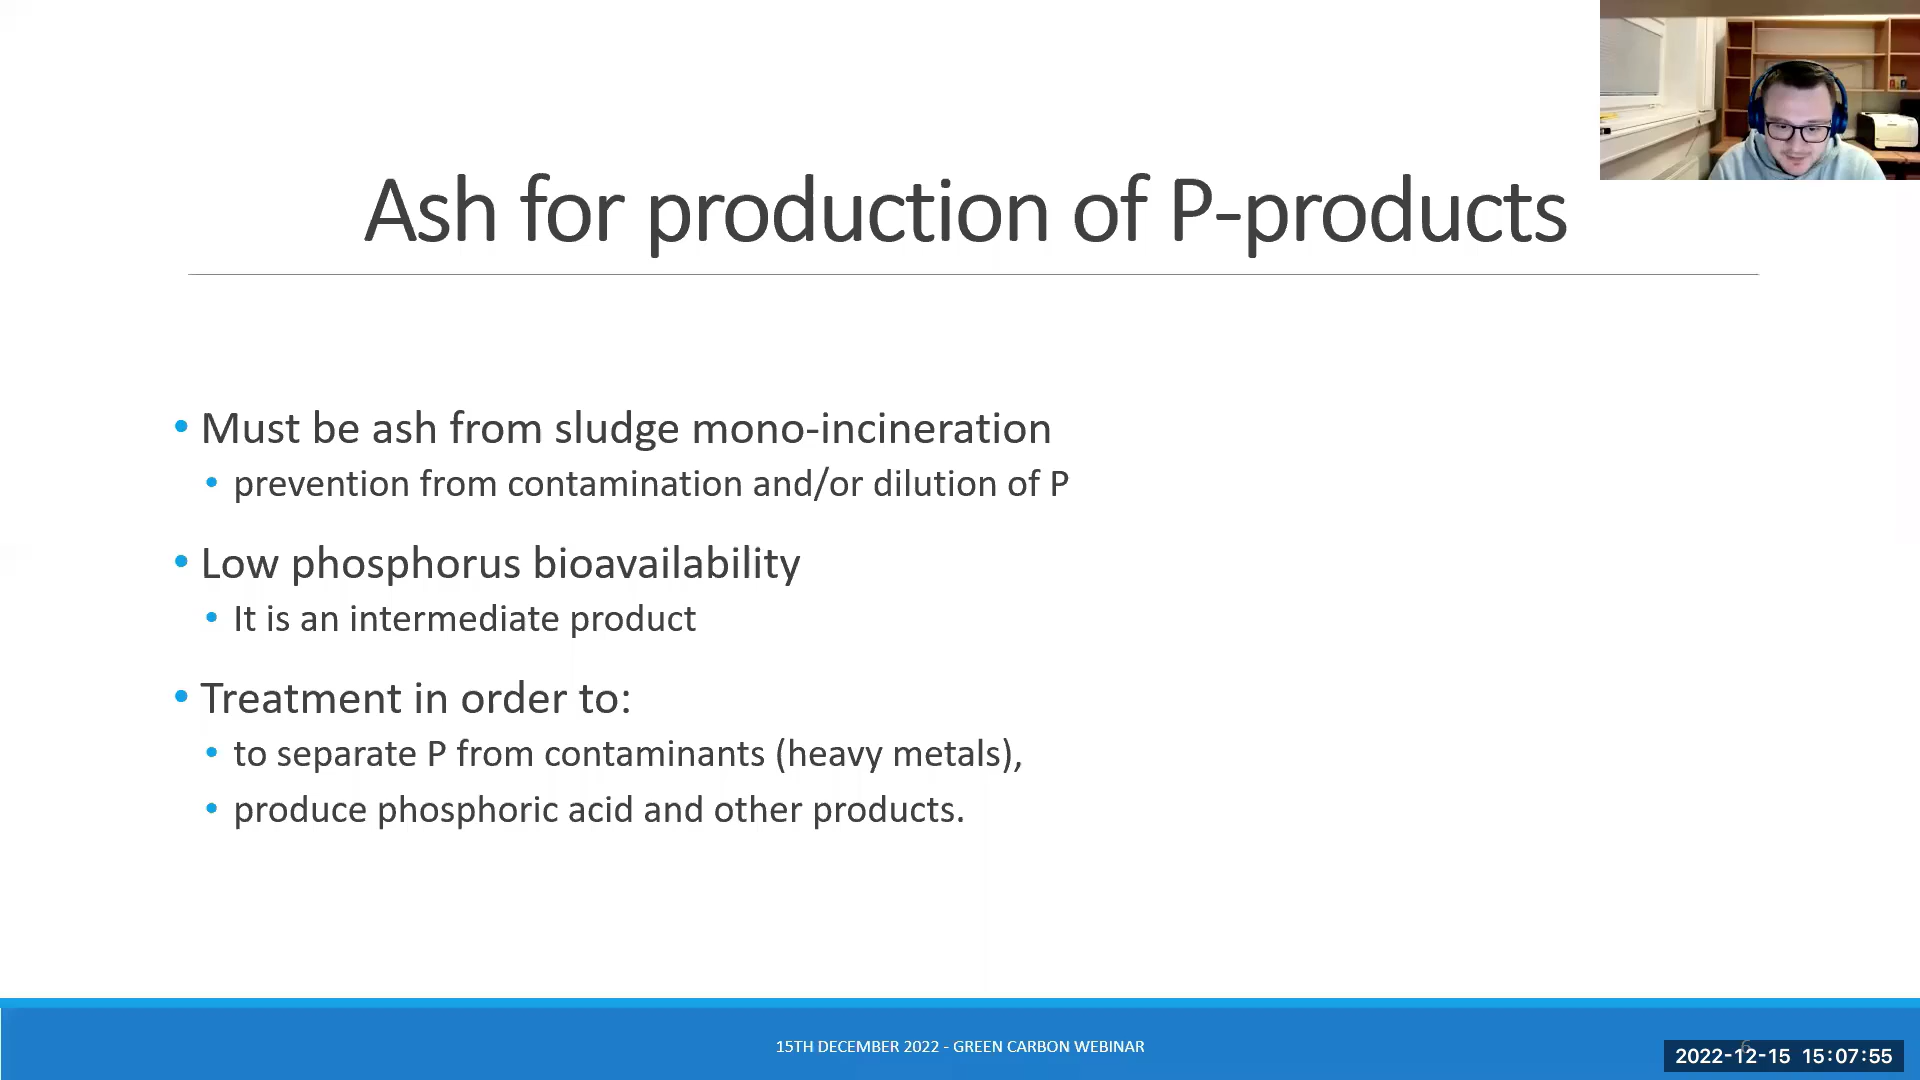 Ash for production of P-products
• Must be ash from sludge mono-incineration
• prevention from contamination and/or dilution of P
• Low phosphorus bioavailability
• It is an intermediate product
• Treatment in order to:
• to separate P from contaminants (heavy metals),
• produce phosphoric acid and other products.
15TH DECEMBER 2022 - GREEN CARBON WEBINAR
6
2022-12-15 15:07:55